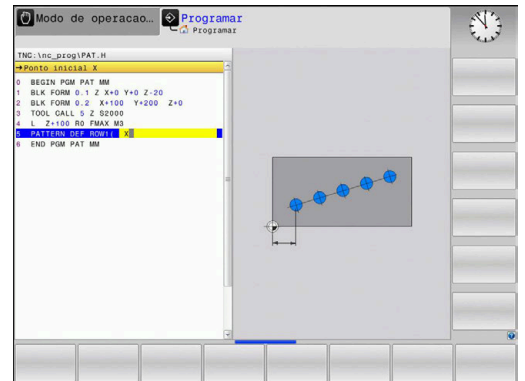 Modo de operacao...
Programar
Programar
TNC:\nc_prog\PAT.H
→Ponto inicial X
0 BEGIN PGM PAT MM
1 BLK FORM 0.1 Z X+0 Y+0 Z-20
2 BLK FORM 0.2 X+100 Y+200 Z+0
3 TOOL CALL 5 Z S2000
4 L Z+100 R0 FMAX M3
5 PATTERN DEF ROW1( X
6 END PGM PAT MM